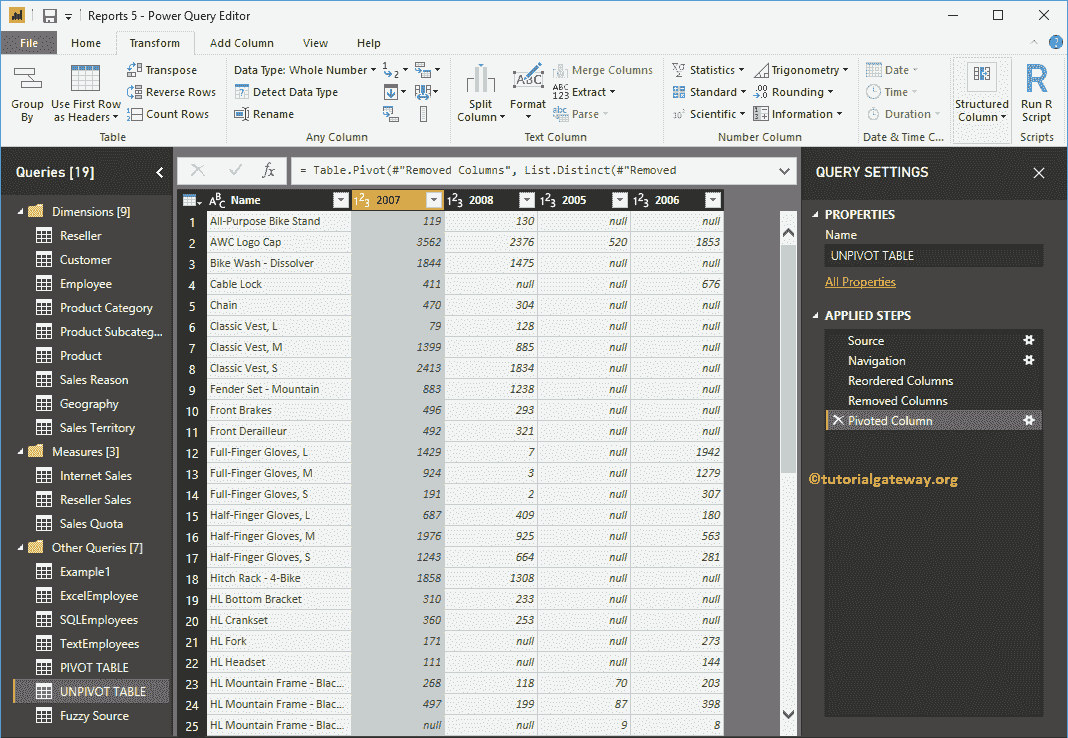 Reports 5 - Power Query Editor
File Home Transform Add Column View Help
Group By
Use First Row as Headers
Transpose
Reverse Rows
Count Rows
Table
Data Type: Whole Number
Detect Data Type
Rename
1 2
Any Column
Split Column
ABC
Format
Merge Columns
ABC 123 Extract
abc Parse
Text Column
Statistics
Standard
10² Scientific
Trigonometry
.00 Rounding
Information
Number Column
Date
Time
Duration
Date & Time C...
Structured Column
R
Run R Script
Scripts
Queries [19]
Dimensions [9]
Reseller
Customer
Employee
Product Category
Product Subcateg...
Product
Sales Reason
Geography
Sales Territory
Measures [3]
Internet Sales
Reseller Sales
Sales Quota
Other Queries [7]
Example1
ExcelEmployee
SQLEmployees
TextEmployees
PIVOT TABLE
UNPIVOT TABLE
Fuzzy Source
fx = Table.Pivot(#"Removed Columns", List.Distinct(#"Removed
ABC Name 123 2007 123 2008 123 2005 123 2006
1 All-Purpose Bike Stand 119 130 null null
2 AWC Logo Cap 3562 2376 520 1853
3 Bike Wash - Dissolver 1844 1475 null null
4 Cable Lock 411 null null 676
5 Chain 470 304 null null
6 Classic Vest, L 79 128 null null
7 Classic Vest, M 1399 885 null null
8 Classic Vest, S 2413 1834 null null
9 Fender Set - Mountain 883 1238 null null
10 Front Brakes 496 293 null null
11 Front Derailleur 492 321 null null
12 Full-Finger Gloves, L 1429 7 null 1942
13 Full-Finger Gloves, M 924 3 null 1279
14 Full-Finger Gloves, S 191 2 null 307
15 Half-Finger Gloves, L 687 409 null 180
16 Half-Finger Gloves, M 1976 925 null 563
17 Half-Finger Gloves, S 1243 664 null 281
18 Hitch Rack - 4-Bike 1858 1308 null null
19 HL Bottom Bracket 310 233 null null
20 HL Crankset 360 253 null null
21 HL Fork 171 null null 273
22 HL Headset 111 null null 144
23 HL Mountain Frame - Blac... 268 118 70 203
24 HL Mountain Frame - Blac... 497 199 87 398
25 HL Mountain Frame - Blac... null null 9 8
QUERY SETTINGS
PROPERTIES
Name
UNPIVOT TABLE
All Properties
APPLIED STEPS
Source
Navigation
Reordered Columns
Removed Columns
Pivoted Column
©tutorialgateway.org